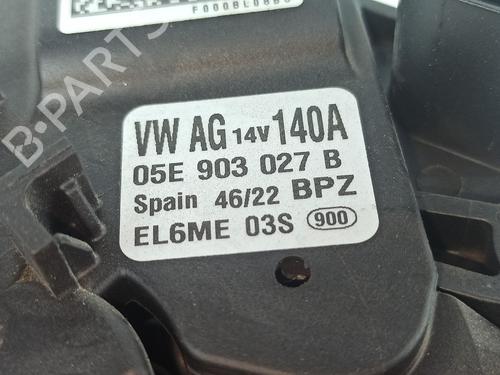 B-PARTS
VW AG 14V 140A
05E 903 027 B
Spain 46/22 BPZ
EL6ME 03S 900